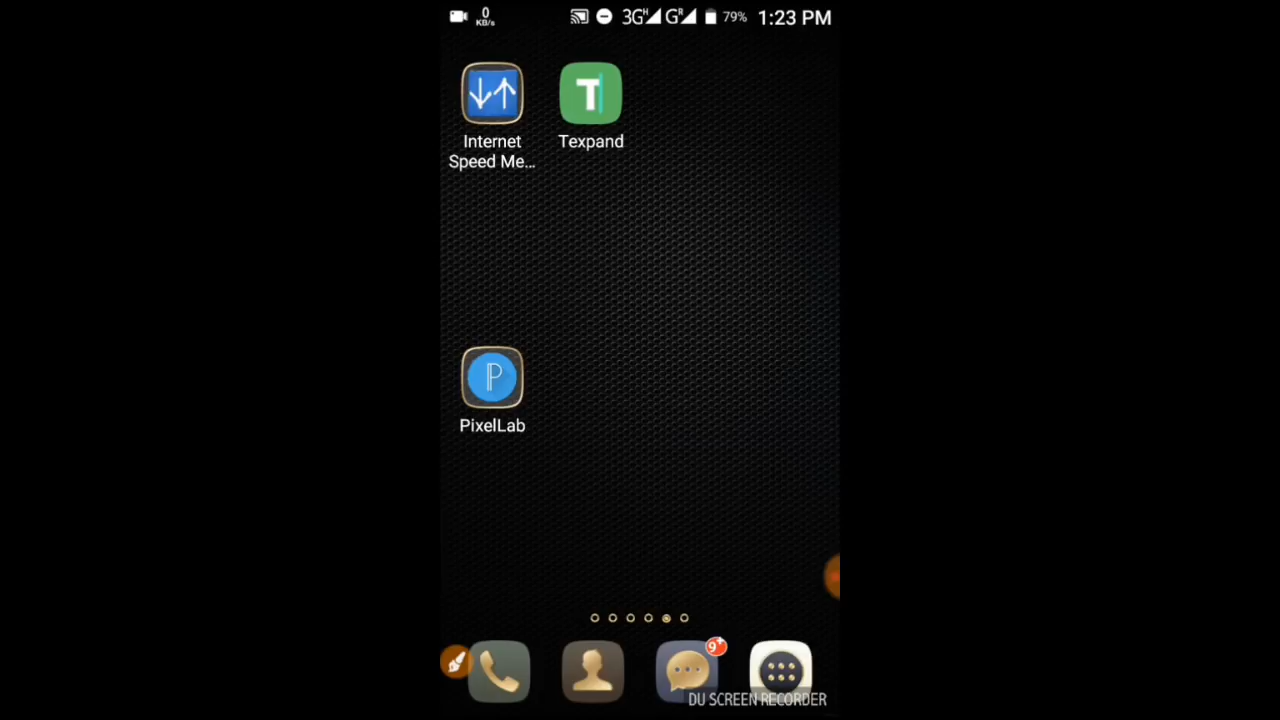 0
KB/s
3G H G R 79% 1:23 PM
T
Internet
Speed Me...
Texpand
P
PixelLab
9+
DU SCREEN RECORDER